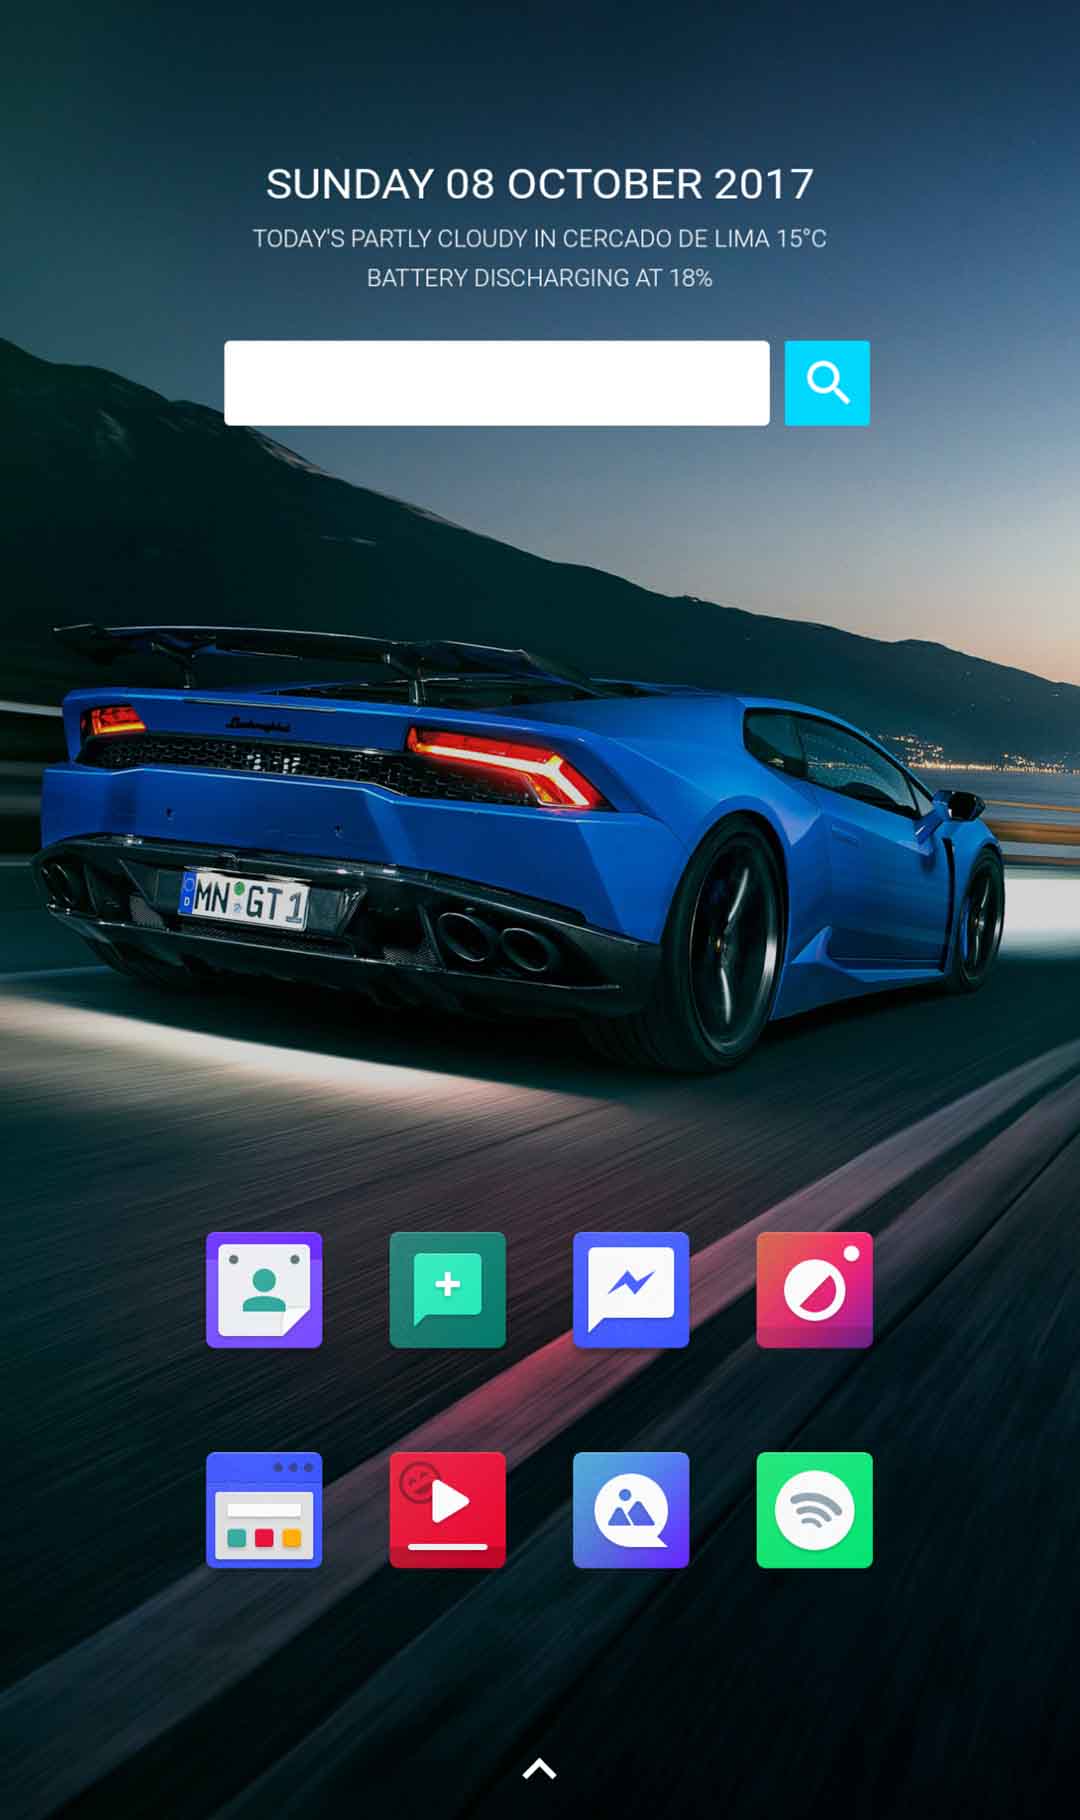 SUNDAY 08 OCTOBER 2017
TODAY'S PARTLY CLOUDY IN CERCADO DE LIMA 15°C
BATTERY DISCHARGING AT 18%
Lamborghini
D
MN GT 1